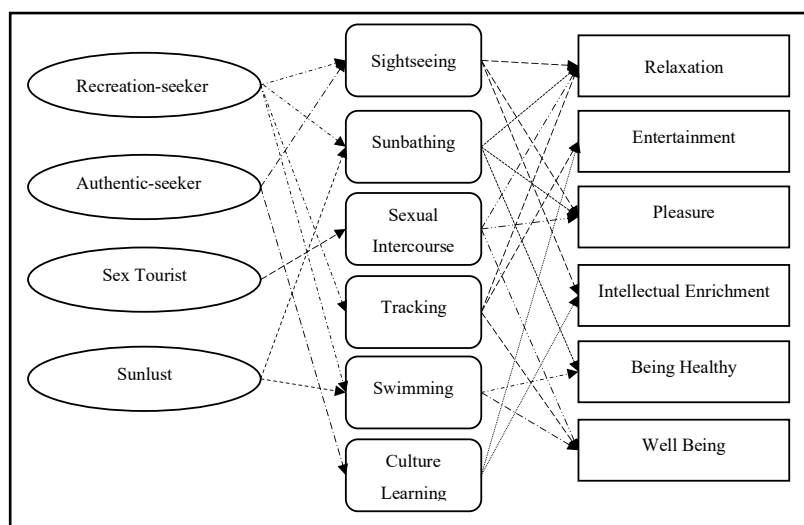 Recreation-seeker
Authentic-seeker
Sex Tourist
Sunlust
Sightseeing
Sunbathing
Sexual
Intercourse
Tracking
Swimming
Culture
Learning
Relaxation
Entertainment
Pleasure
Intellectual Enrichment
Being Healthy
Well Being